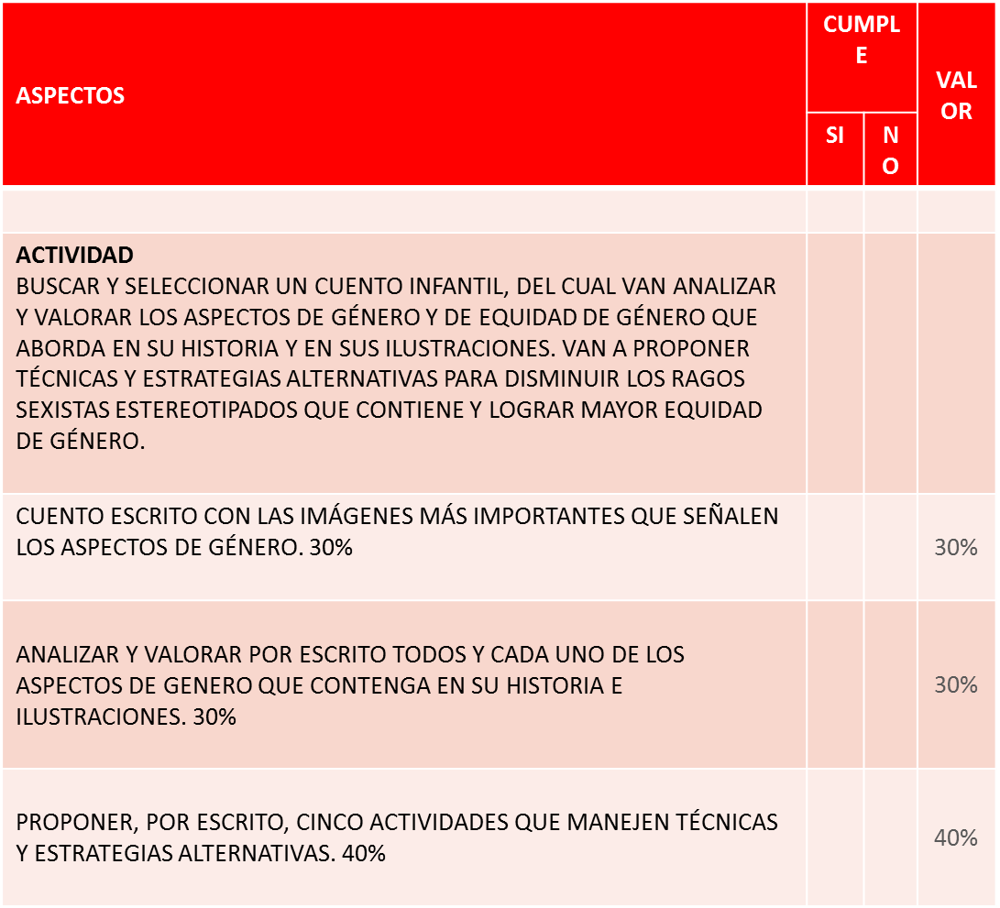 ASPECTOS
CUMPL
E
VAL
OR
SI
N
O
ACTIVIDAD
BUSCAR Y SELECCIONAR UN CUENTO INFANTIL, DEL CUAL VAN ANALIZAR
Y VALORAR LOS ASPECTOS DE GÉNERO Y DE EQUIDAD DE GÉNERO QUE
ABORDA EN SU HISTORIA Y EN SUS ILUSTRACIONES. VAN A PROPONER
TÉCNICAS Y ESTRATEGIAS ALTERNATIVAS PARA DISMINUIR LOS RAGOS
SEXISTAS ESTEREOTIPADOS QUE CONTIENE Y LOGRAR MAYOR EQUIDAD
DE GÉNERO.
CUENTO ESCRITO CON LAS IMÁGENES MÁS IMPORTANTES QUE SEÑALEN
LOS ASPECTOS DE GÉNERO. 30%
30%
ANALIZAR Y VALORAR POR ESCRITO TODOS Y CADA UNO DE LOS
ASPECTOS DE GENERO QUE CONTENGA EN SU HISTORIA E
ILUSTRACIONES. 30%
30%
PROPONER, POR ESCRITO, CINCO ACTIVIDADES QUE MANEJEN TÉCNICAS
Y ESTRATEGIAS ALTERNATIVAS. 40%
40%